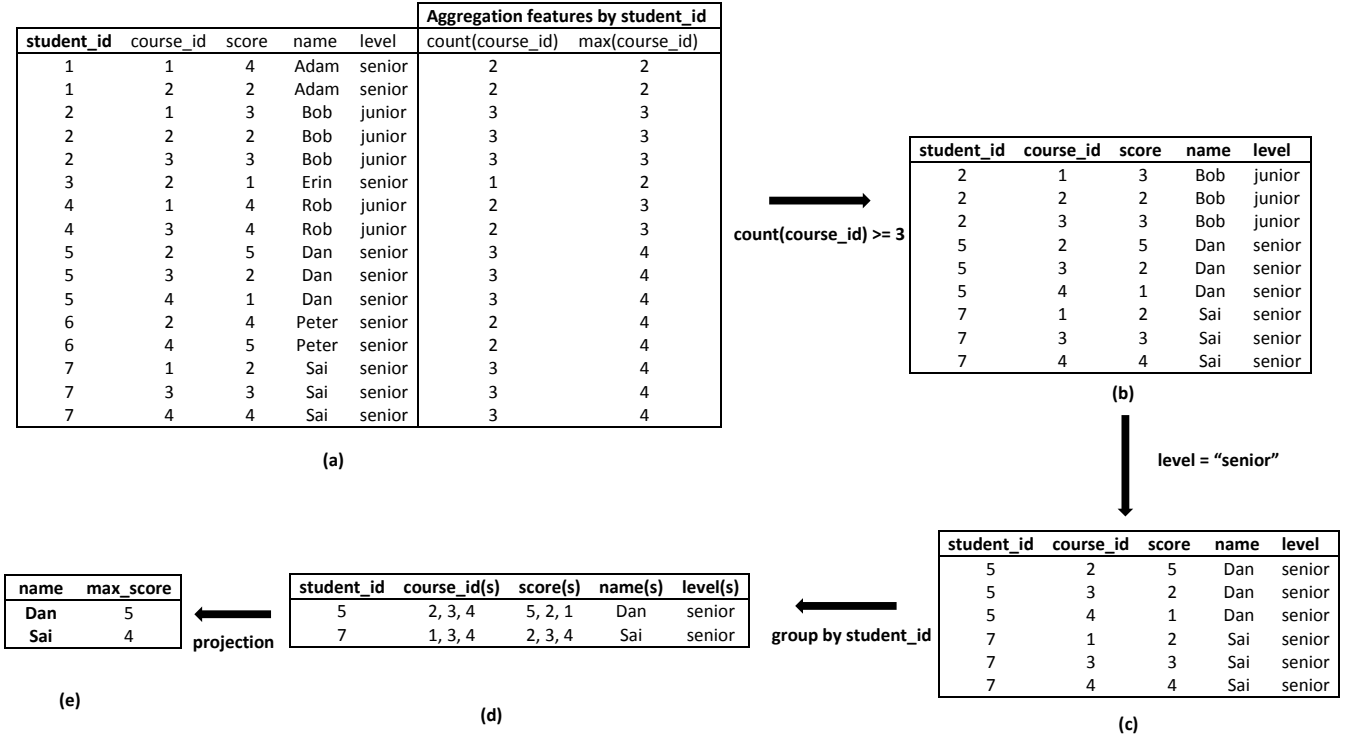 Aggregation features by student_id
student_id course_id score name level count(course_id) max(course_id)
1 1 4 Adam senior 2 2
1 2 2 Adam senior 2 2
2 1 3 Bob junior 3 3
2 2 2 Bob junior 3 3
2 3 3 Bob junior 3 3
3 2 1 Erin senior 1 2
4 1 4 Rob junior 2 3
4 3 4 Rob junior 2 3
5 2 5 Dan senior 3 4
5 3 2 Dan senior 3 4
5 4 1 Dan senior 3 4
6 2 4 Peter senior 2 4
6 4 5 Peter senior 2 4
7 1 2 Sai senior 3 4
7 3 3 Sai senior 3 4
7 4 4 Sai senior 3 4
(a)
count(course_id) >= 3
student_id course_id score name level
2 1 3 Bob junior
2 2 2 Bob junior
2 3 3 Bob junior
5 2 5 Dan senior
5 3 2 Dan senior
5 4 1 Dan senior
7 1 2 Sai senior
7 3 3 Sai senior
7 4 4 Sai senior
(b)
level = “senior”
student_id course_id score name level
5 2 5 Dan senior
5 3 2 Dan senior
5 4 1 Dan senior
7 1 2 Sai senior
7 3 3 Sai senior
7 4 4 Sai senior
(c)
group by student_id
student_id course_id(s) score(s) name(s) level(s)
5 2, 3, 4 5, 2, 1 Dan senior
7 1, 3, 4 2, 3, 4 Sai senior
(d)
projection
name max_score
Dan 5
Sai 4
(e)